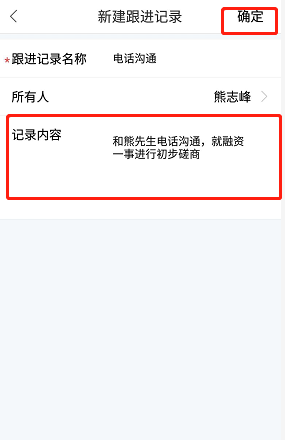 新建跟进记录 确定
*跟进记录名称 电话沟通
所有人 熊志峰
记录内容 和熊先生电话沟通，就融资
一事进行初步磋商